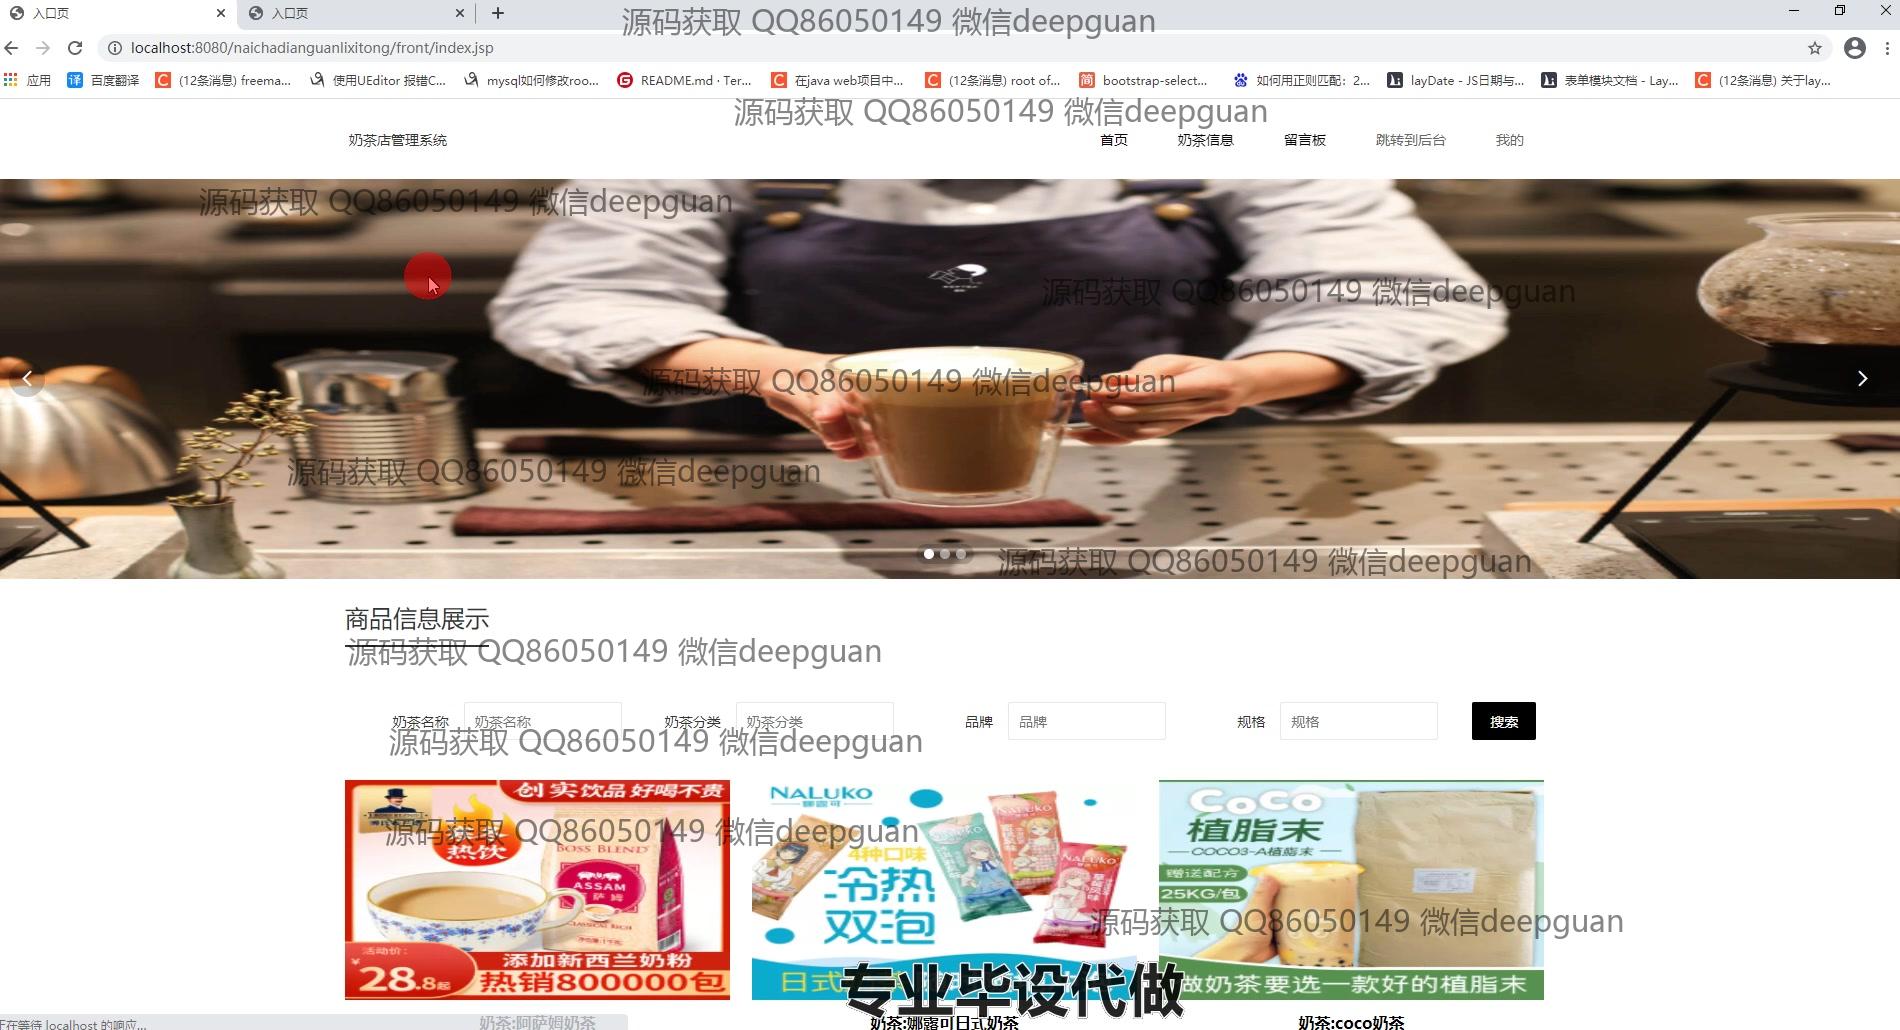 入口页
入口页
源码获取 QQ86050149 微信deepguan
localhost:8080/naichadianguanlixitong/front/index.jsp
应用 百度翻译 (12条消息) freema... 使用UEditor 报错C... mysql如何修改roo... README.md · Ter... 在java web项目中... (12条消息) root of... bootstrap-select... 如何用正则匹配：2... layDate - JS日期与... 表单模块文档 - Lay... (12条消息) 关于lay...
源码获取 QQ86050149 微信deepguan
奶茶店管理系统 首页 奶茶信息 留言板 跳转到后台 我的
源码获取 QQ86050149 微信deepguan
源码获取 QQ86050149 微信deepguan
源码获取 QQ86050149 微信deepguan
源码获取 QQ86050149 微信deepguan
源码获取 QQ86050149 微信deepguan
商品信息展示
源码获取 QQ86050149 微信deepguan
奶茶名称 奶茶名称 奶茶分类 奶茶分类 品牌 品牌 规格 规格 搜索
源码获取 QQ86050149 微信deepguan
创实饮品 好喝不贵
热饮
BOSS BLEND
ASSAM
CLASSICAL RICH
活动价：
¥28.8起
添加新西兰奶粉
热销800000包
NALUKO
4种口味
冷热
双泡
日式
CoCo
植脂末
COCO3-A植脂末
赠送配方
25KG/包
做奶茶要选一款好的植脂末
源码获取 QQ86050149 微信deepguan
源码获取 QQ86050149 微信deepguan
专业毕设代做
奶茶:阿萨姆奶茶 奶茶:娜露可日式奶茶 奶茶:coco奶茶
正在等待 localhost 的响应...